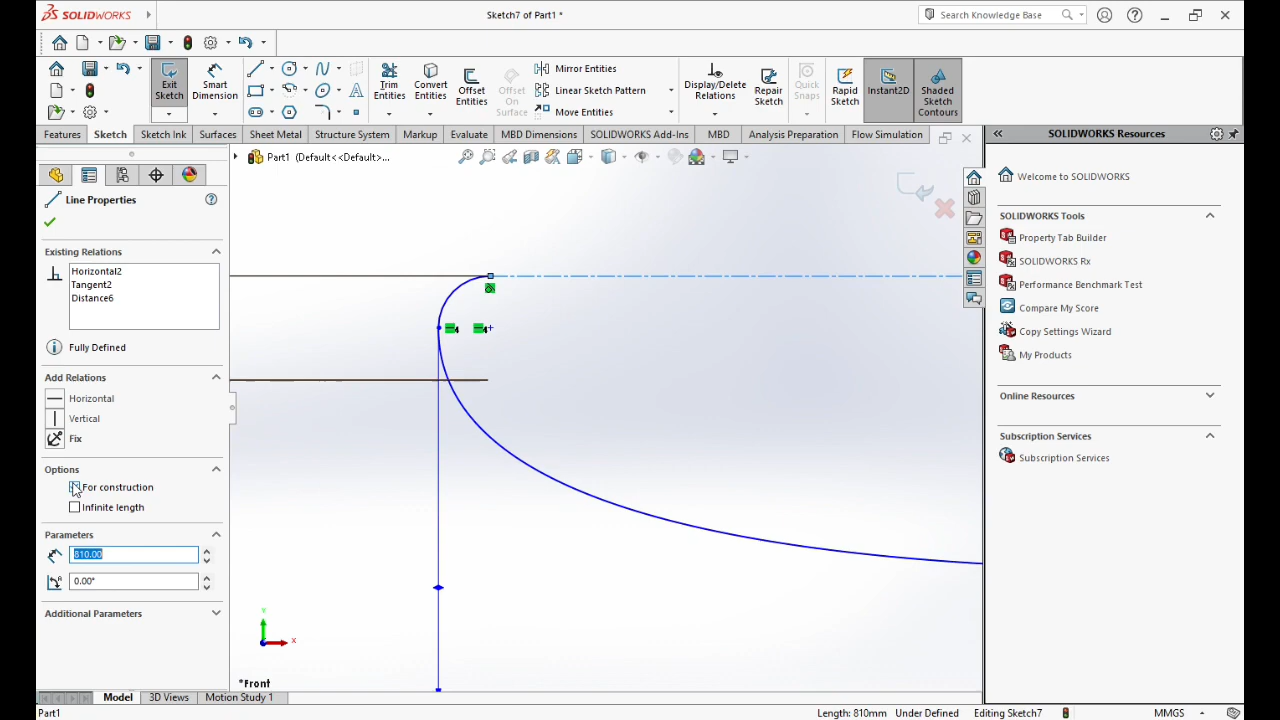 SOLIDWORKS
Sketch7 of Part1 *
Search Knowledge Base
Exit Sketch
Smart Dimension
Trim Entities
Convert Entities
Offset Entities
Offset On Surface
Mirror Entities
Linear Sketch Pattern
Move Entities
Display/Delete Relations
Repair Sketch
Quick Snaps
Rapid Sketch
Instant2D
Shaded Sketch Contours
Features
Sketch
Sketch Ink
Surfaces
Sheet Metal
Structure System
Markup
Evaluate
MBD Dimensions
SOLIDWORKS Add-Ins
MBD
Analysis Preparation
Flow Simulation
SOLIDWORKS Resources
Part1 (Default<<Default>...
Line Properties
Existing Relations
Horizontal2
Tangent2
Distance6
Fully Defined
Add Relations
Horizontal
Vertical
Fix
Options
For construction
Infinite length
Parameters
810.00
0.00°
Additional Parameters
4
4
Y
X
*Front
Welcome to SOLIDWORKS
SOLIDWORKS Tools
Property Tab Builder
SOLIDWORKS Rx
Performance Benchmark Test
Compare My Score
Copy Settings Wizard
My Products
Online Resources
Subscription Services
Subscription Services
Model
3D Views
Motion Study 1
Part1
Length: 810mm
Under Defined
Editing Sketch7
MMGS